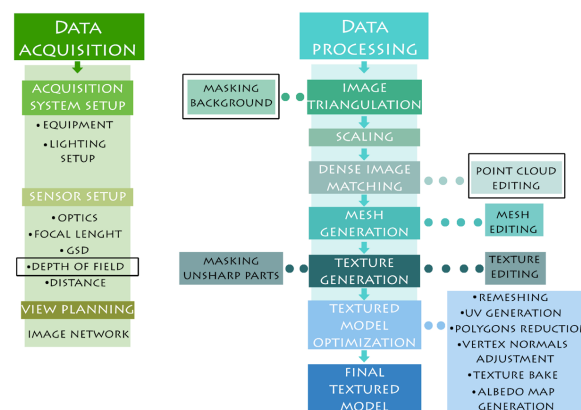 DATA
ACQUISITION
ACQUISITION
SYSTEM SETUP
•EQUIPMENT
•LIGHTING
SETUP
SENSOR SETUP
•OPTICS
•FOCAL LENGHT
•GSD
•DEPTH OF FIELD
•DISTANCE
VIEW PLANNING
IMAGE NETWORK
DATA
PROCESSING
MASKING
BACKGROUND
IMAGE
TRIANGULATION
SCALING
DENSE IMAGE
MATCHING
POINT CLOUD
EDITING
MESH
GENERATION
MESH
EDITING
MASKING
UNSHARP PARTS
TEXTURE
GENERATION
TEXTURE
EDITING
TEXTURED
MODEL
OPTIMIZATION
•REMESHING
•UV GENERATION
•POLYGONS REDUCTION
•VERTEX NORMALS
ADJUSTMENT
•TEXTURE BAKE
•ALBEDO MAP
GENERATION
FINAL
TEXTURED
MODEL